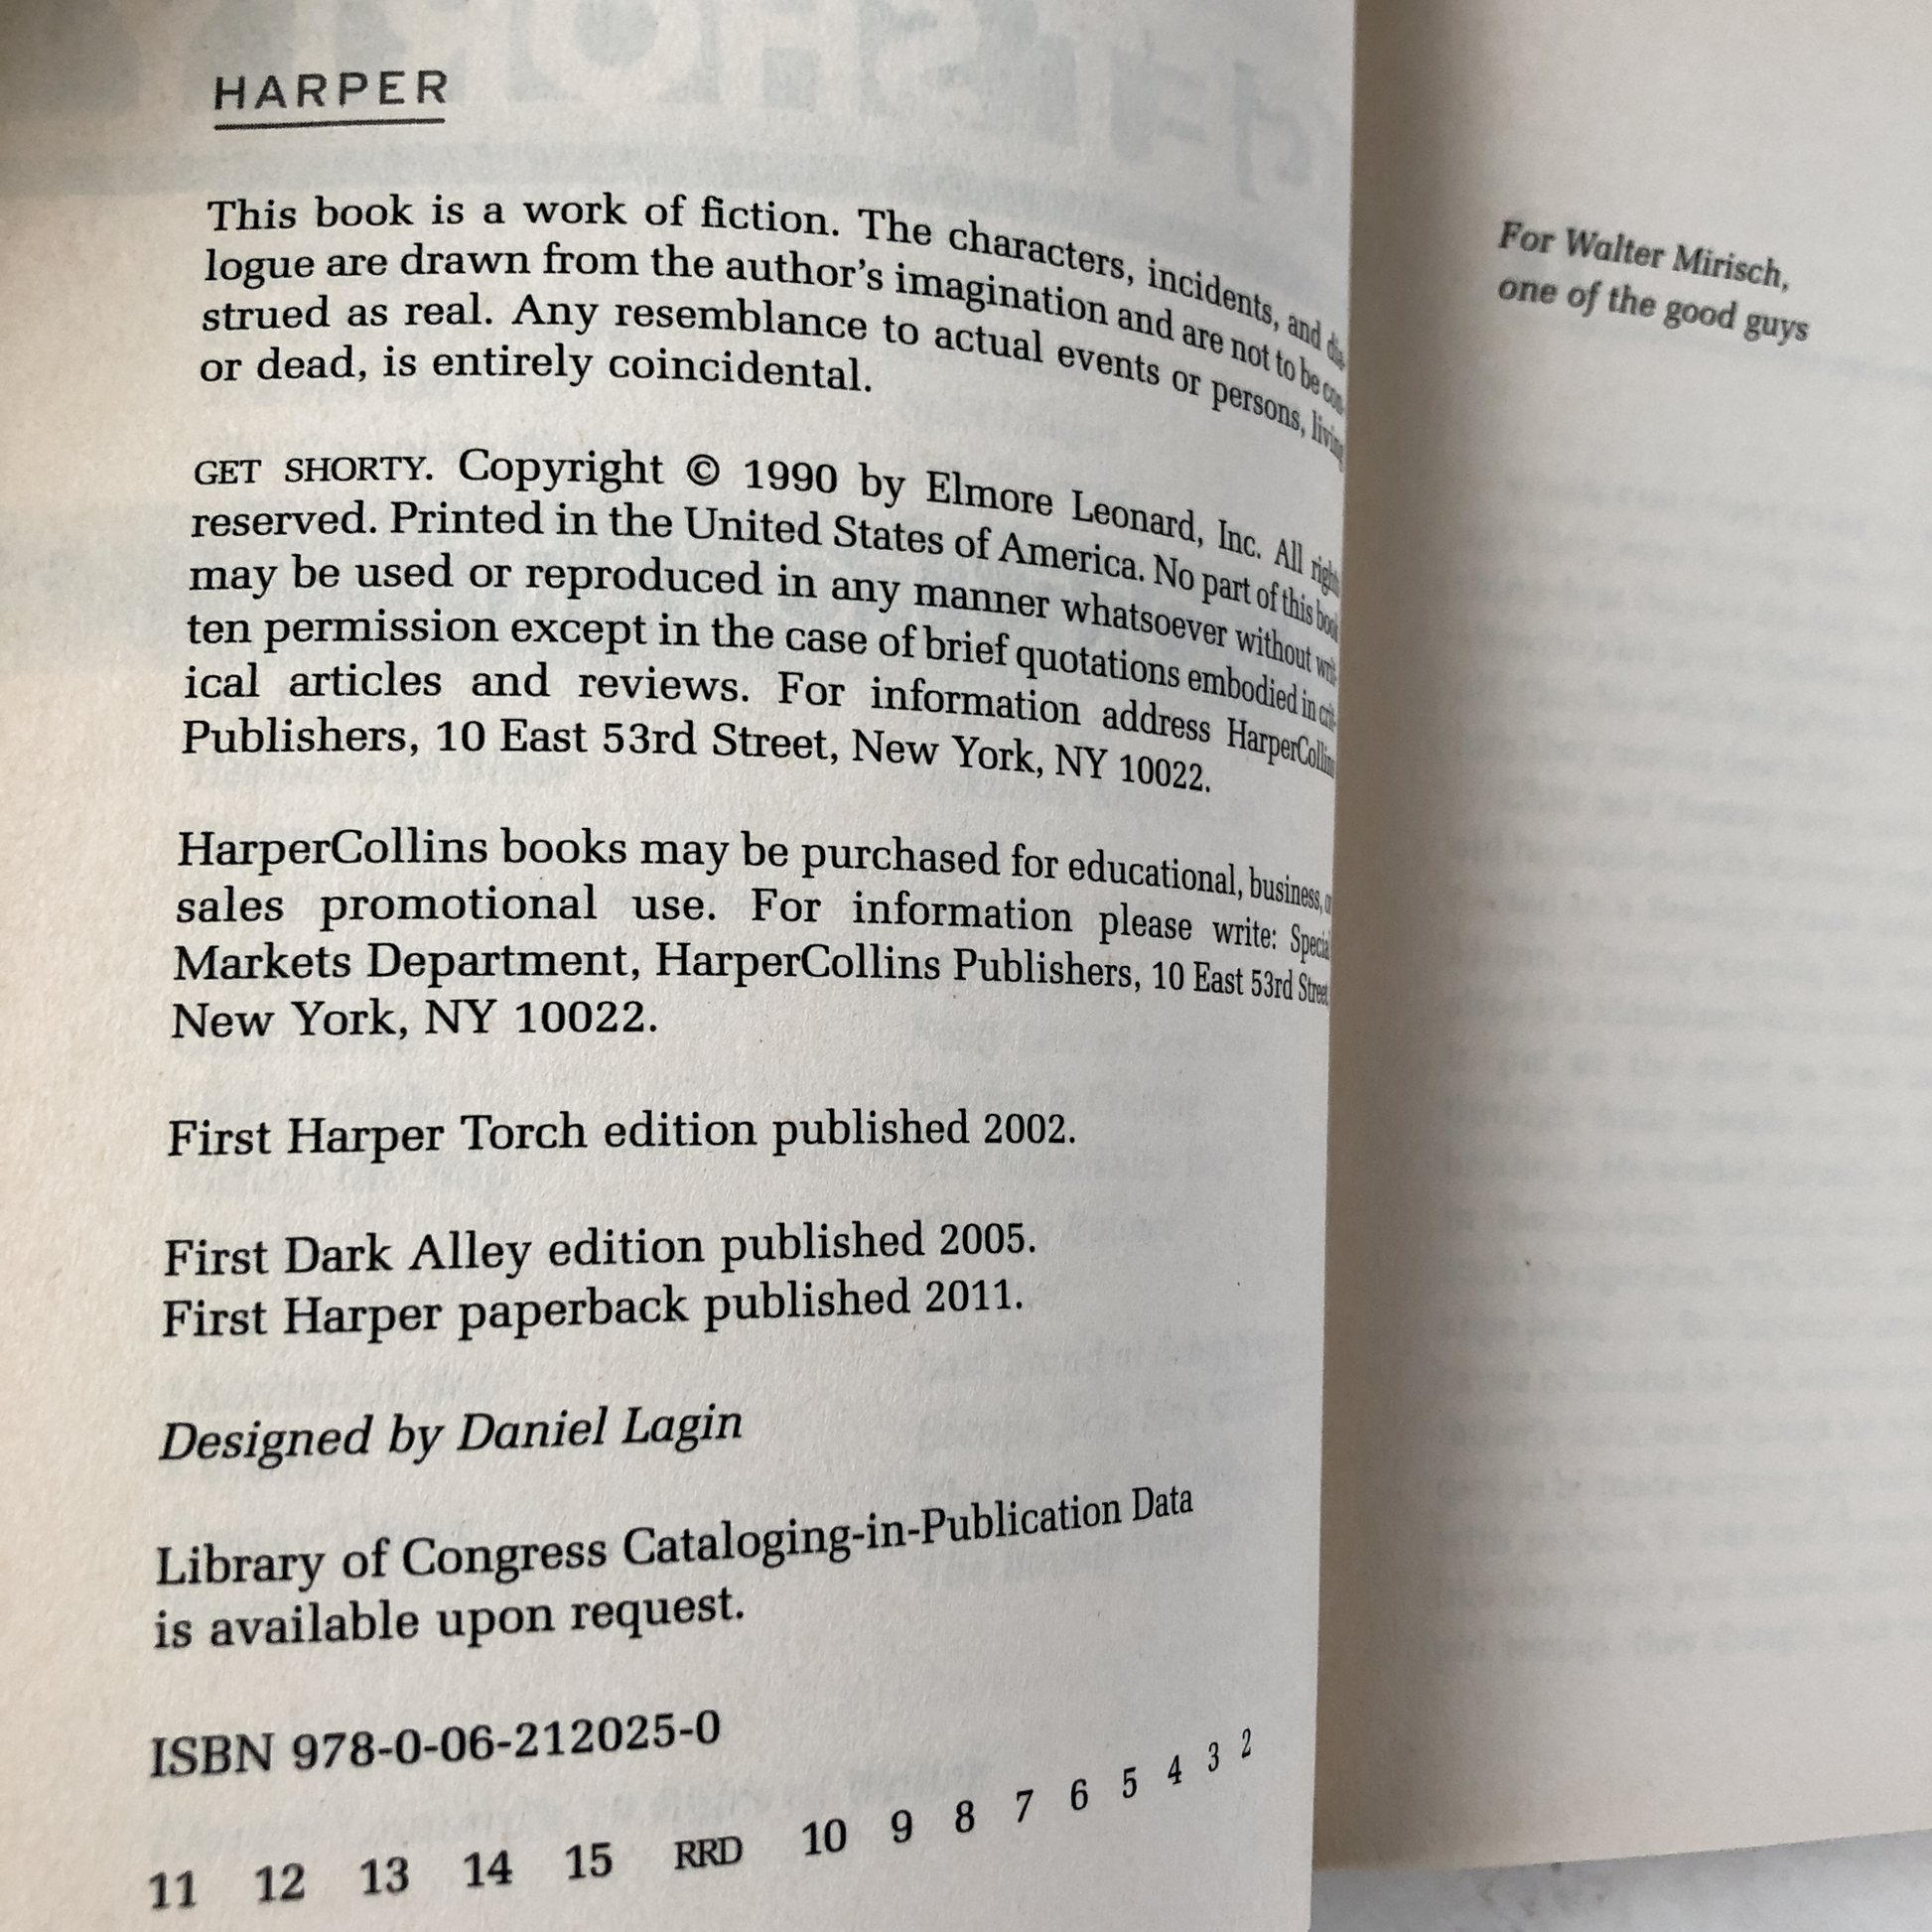 HARPER
This book is a work of fiction. The characters, incidents, and dia-
logue are drawn from the author's imagination and are not to be con-
strued as real. Any resemblance to actual events or persons, living
or dead, is entirely coincidental.
GET SHORTY. Copyright © 1990 by Elmore Leonard, Inc. All rights
reserved. Printed in the United States of America. No part of this book
may be used or reproduced in any manner whatsoever without writ-
ten permission except in the case of brief quotations embodied in crit-
ical articles and reviews. For information address HarperCollins
Publishers, 10 East 53rd Street, New York, NY 10022.
HarperCollins books may be purchased for educational, business, or
sales promotional use. For information please write: Special
Markets Department, HarperCollins Publishers, 10 East 53rd Street
New York, NY 10022.
First Harper Torch edition published 2002.
First Dark Alley edition published 2005.
First Harper paperback published 2011.
Designed by Daniel Lagin
Library of Congress Cataloging-in-Publication Data
is available upon request.
ISBN 978-0-06-212025-0
11 12 13 14 15 RRD 10 9 8 7 6 5 4 3 2
For Walter Mirisch,
one of the good guys